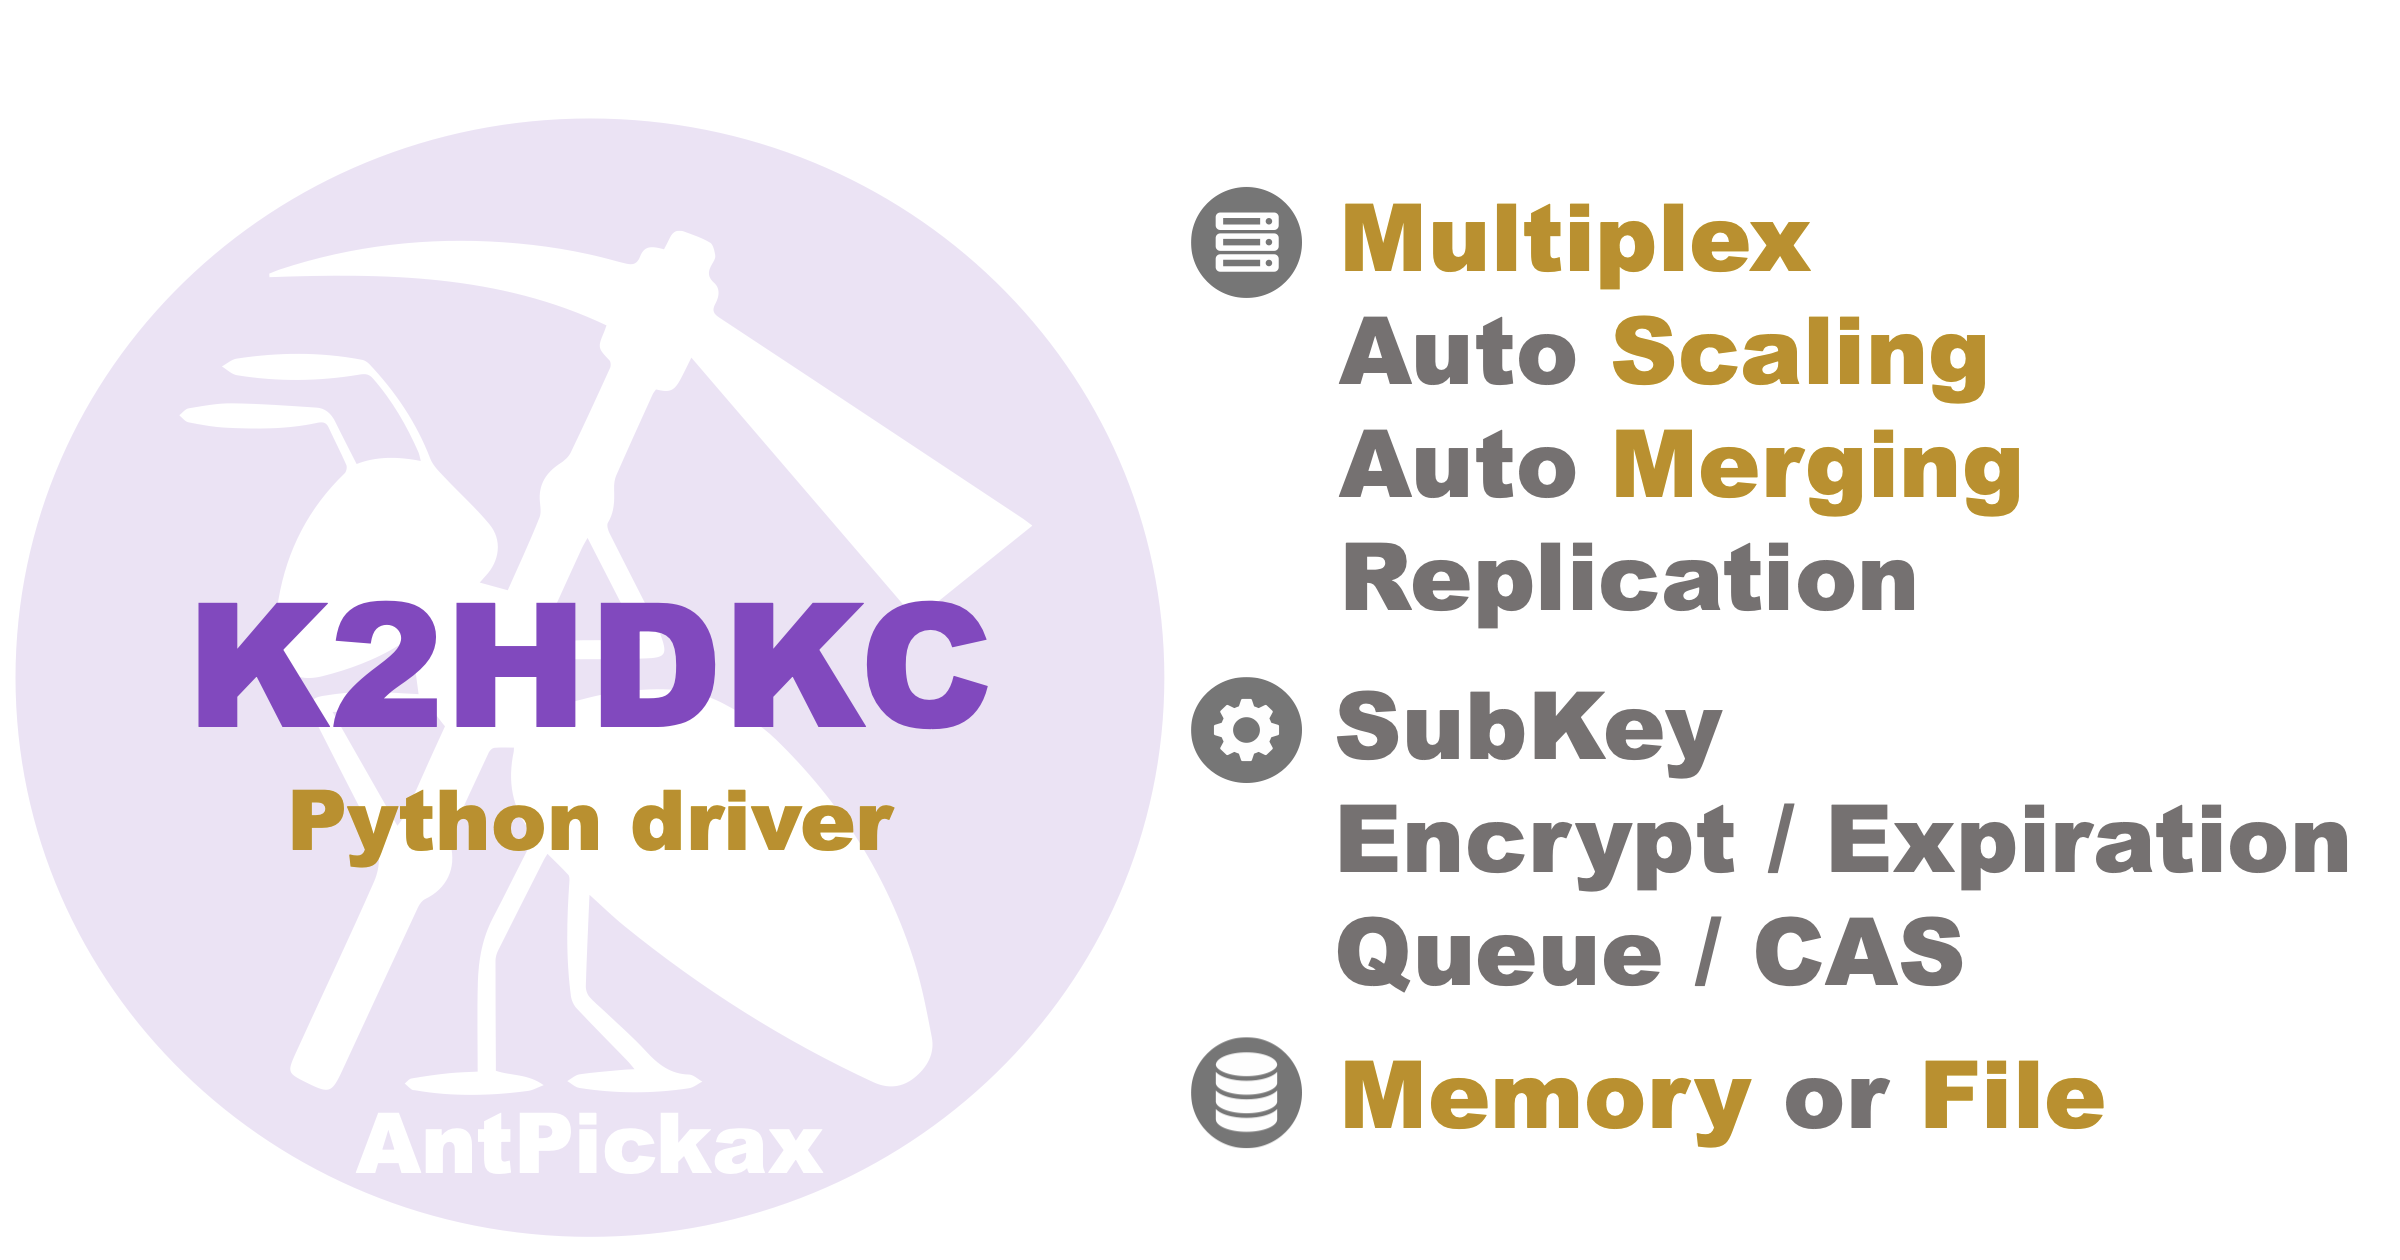 K2HDKC
Python driver
AntPickax
Multiplex
Auto Scaling
Auto Merging
Replication
SubKey
Encrypt / Expiration
Queue / CAS
Memory or File